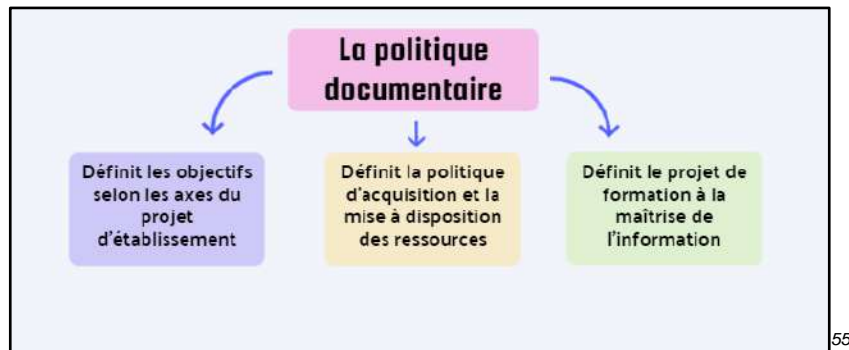 La politique
documentaire
Définit les objectifs
selon les axes du
projet
d'établissement
Définit la politique
d'acquisition et la
mise à disposition
des ressources
Définit le projet de
formation à la
maîtrise de
l'information
55